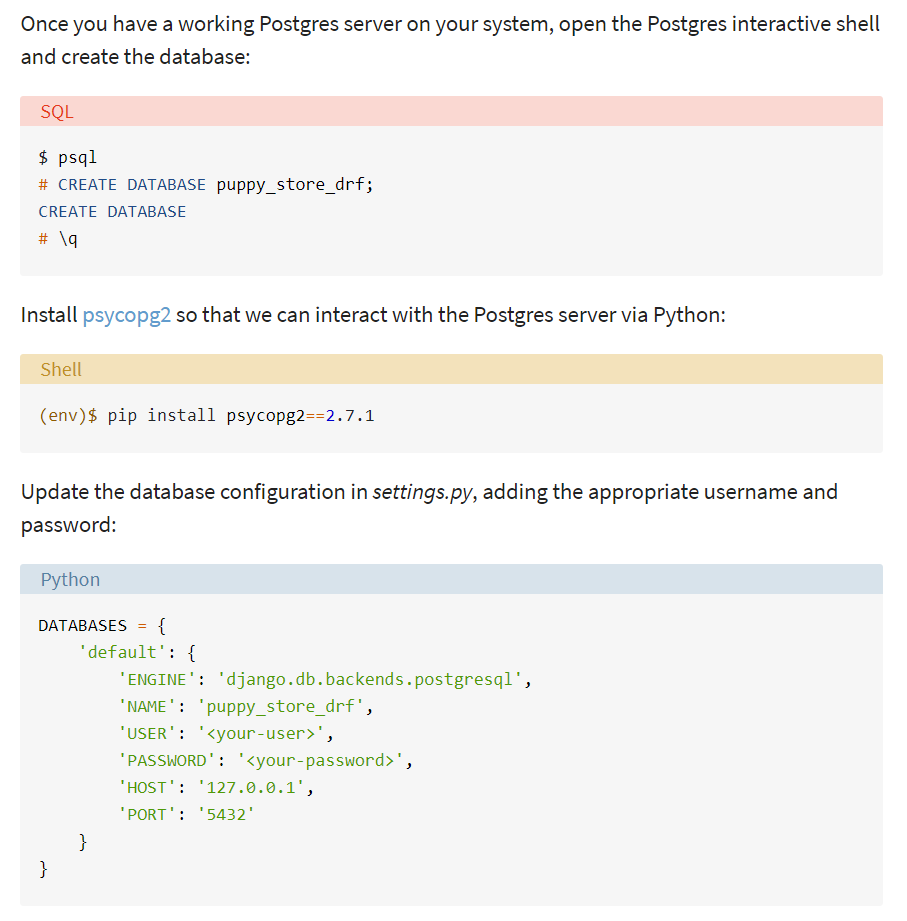 Once you have a working Postgres server on your system, open the Postgres interactive shell
and create the database:
SQL
$ psql
# CREATE DATABASE puppy_store_drf;
CREATE DATABASE
# \q
Install psycopg2 so that we can interact with the Postgres server via Python:
Shell
(env)$ pip install psycopg2==2.7.1
Update the database configuration in settings.py, adding the appropriate username and
password:
Python
DATABASES = {
    'default': {
        'ENGINE': 'django.db.backends.postgresql',
        'NAME': 'puppy_store_drf',
        'USER': '<your-user>',
        'PASSWORD': '<your-password>',
        'HOST': '127.0.0.1',
        'PORT': '5432'
    }
}